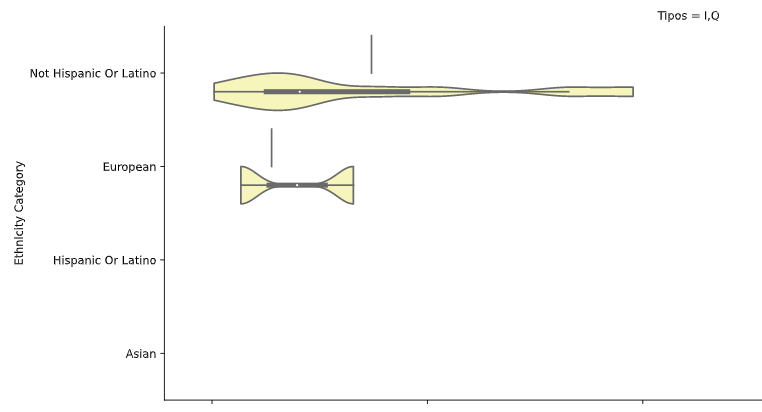 Tipos = I,Q
Not Hispanic Or Latino
European
Hispanic Or Latino
Asian
Ethnicity Category